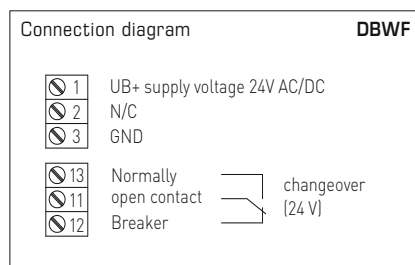 Connection diagram DBWF
1 UB+ supply voltage 24V AC/DC
2 N/C
3 GND
13 Normally
11 open contact
12 Breaker
changeover
(24 V)